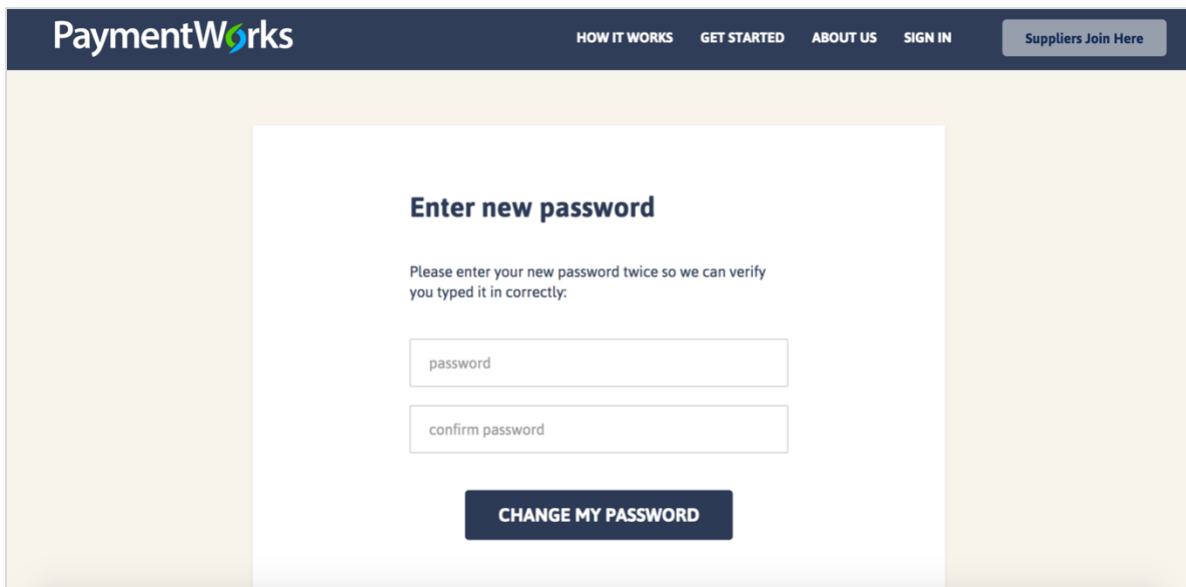 PaymentWorks
HOW IT WORKS
GET STARTED
ABOUT US
SIGN IN
Suppliers Join Here
Enter new password
Please enter your new password twice so we can verify
you typed it in correctly:
password
confirm password
CHANGE MY PASSWORD